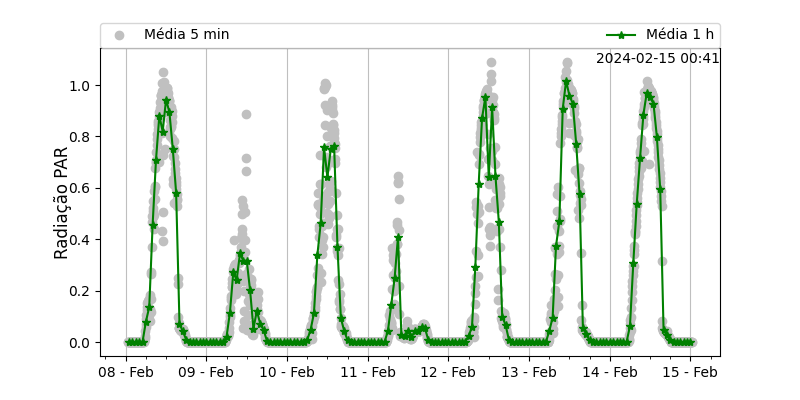 Média 5 min
Média 1 h
2024-02-15 00:41
Radiação PAR
1.0
0.8
0.6
0.4
0.2
0.0
08 - Feb
09 - Feb
10 - Feb
11 - Feb
12 - Feb
13 - Feb
14 - Feb
15 - Feb